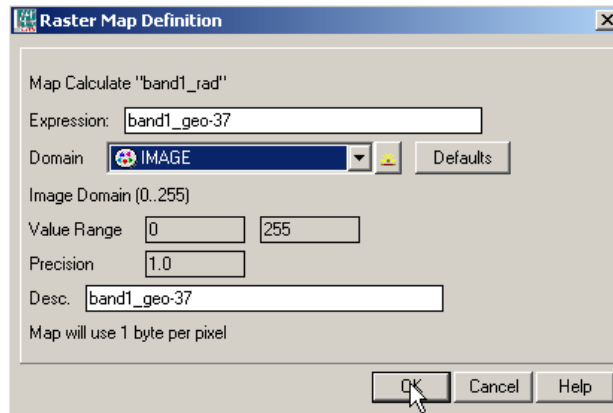 Raster Map Definition
Map Calculate "band1_rad"
Expression: band1_geo-37
Domain IMAGE Defaults
Image Domain (0..255)
Value Range 0 255
Precision 1.0
Desc. band1_geo-37
Map will use 1 byte per pixel
OK Cancel Help